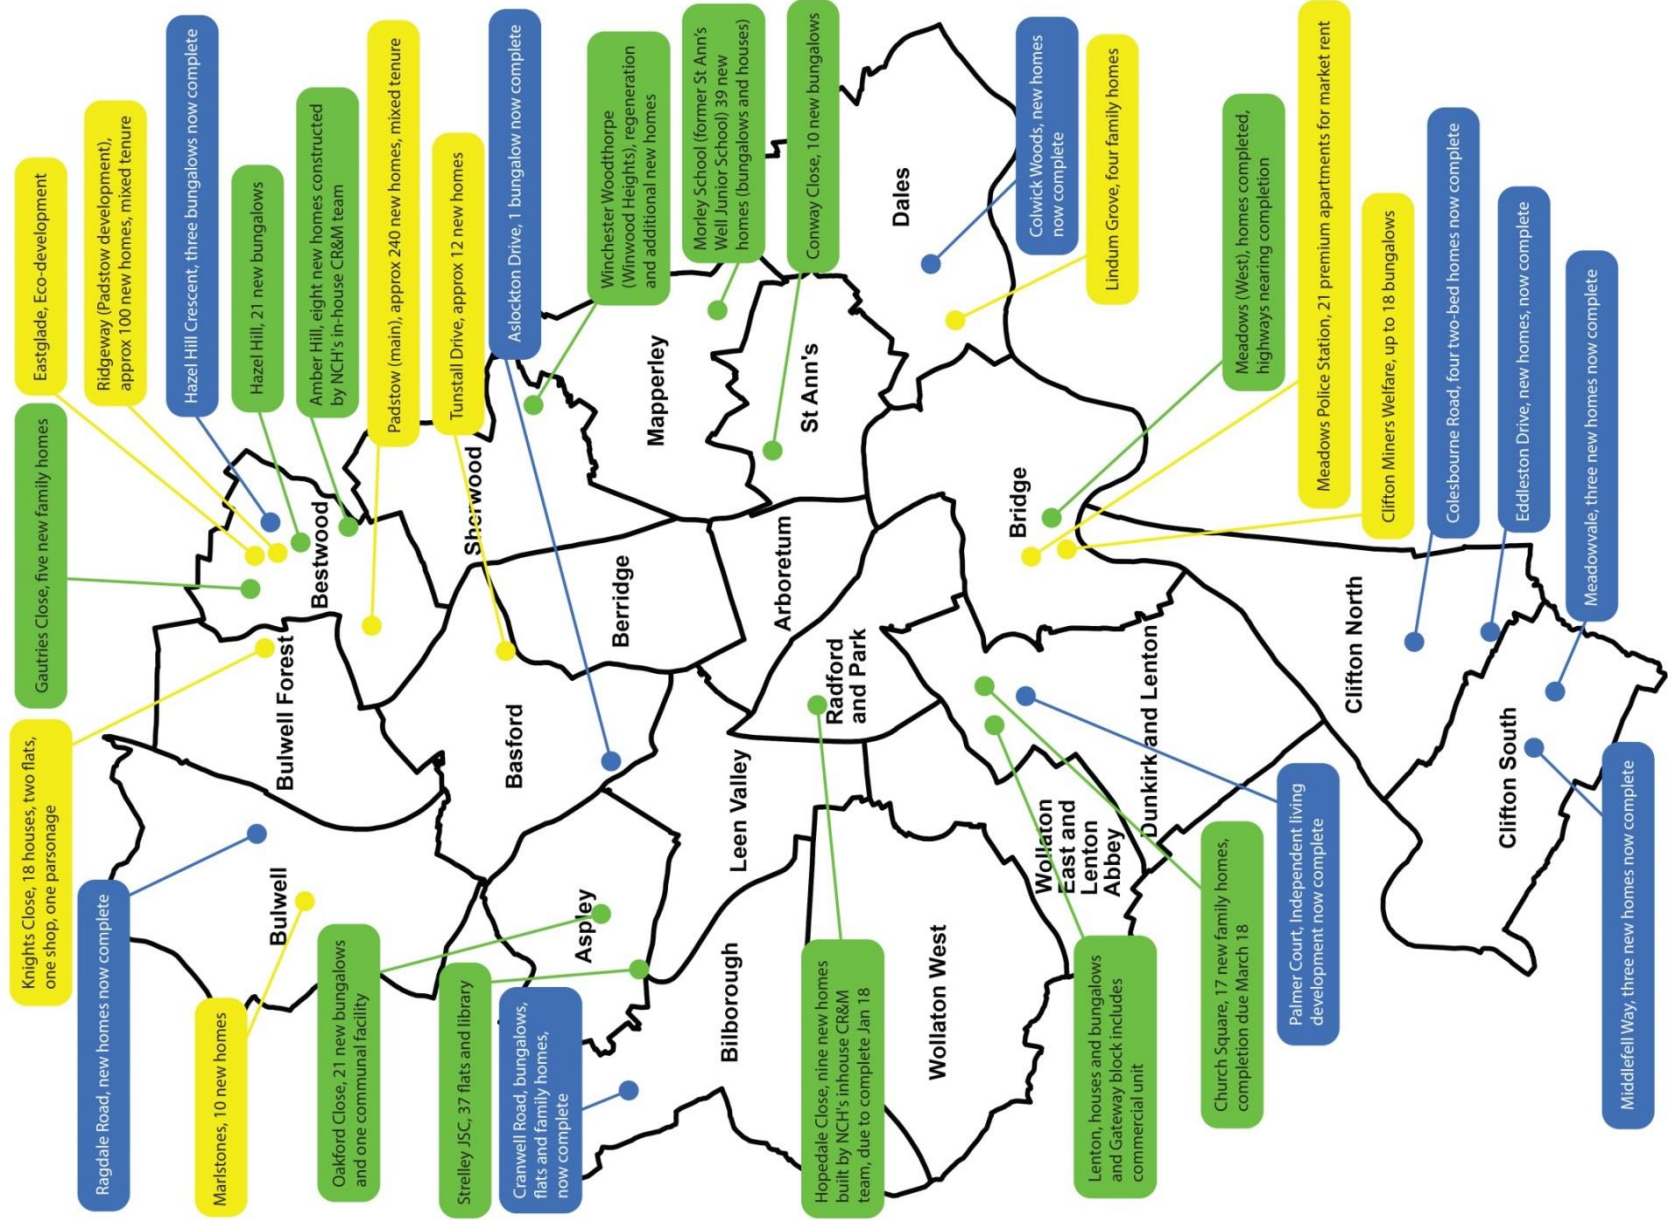 Knights Close, 18 houses, two flats,
one shop, one parsonage
Gautries Close, five new family homes
Eastglade, Eco-development
Ridgeway (Padstow development),
approx 100 new homes, mixed tenure
Hazel Hill Crescent, three bungalows now complete
Hazel Hill, 21 new bungalows
Amber Hill, eight new homes constructed
by NCH's in-house CR&M team
Padstow (main), approx 240 new homes, mixed tenure
Tunstall Drive, approx 12 new homes
Aslockton Drive, 1 bungalow now complete
Winchester Woodthorpe
(Winwood Heights), regeneration
and additional new homes
Morley School (former St Ann's
Well Junior School) 39 new
homes (bungalows and houses)
Conway Close, 10 new bungalows
Colwick Woods, new homes
now complete
Lindum Grove, four family homes
Meadows (West), homes completed,
highways nearing completion
Meadows Police Station, 21 premium apartments for market rent
Clifton Miners Welfare, up to 18 bungalows
Colesbourne Road, four two-bed homes now complete
Eddleston Drive, new homes, now complete
Meadowvale, three new homes now complete
Middlefell Way, three new homes now complete
Ragdale Road, new homes now complete
Marlstones, 10 new homes
Oakford Close, 21 new bungalows
and one communal facility
Strelley JSC, 37 flats and library
Cranwell Road, bungalows,
flats and family homes,
now complete
Hopedale Close, nine new homes
built by NCH's inhouse CR&M
team, due to complete Jan 18
Lenton, houses and bungalows
and Gateway block includes
commercial unit
Church Square, 17 new family homes,
completion due March 18
Palmer Court, Independent living
development now complete
Bulwell
Bulwell Forest
Bestwood
Sherwood
Basford
Berridge
Mapperley
St Ann's
Dales
Aspley
Leen Valley
Arboretum
Radford
and Park
Bilborough
Wollaton West
Wollaton
East and
Lenton
Abbey
Dunkirk and Lenton
Bridge
Clifton North
Clifton South